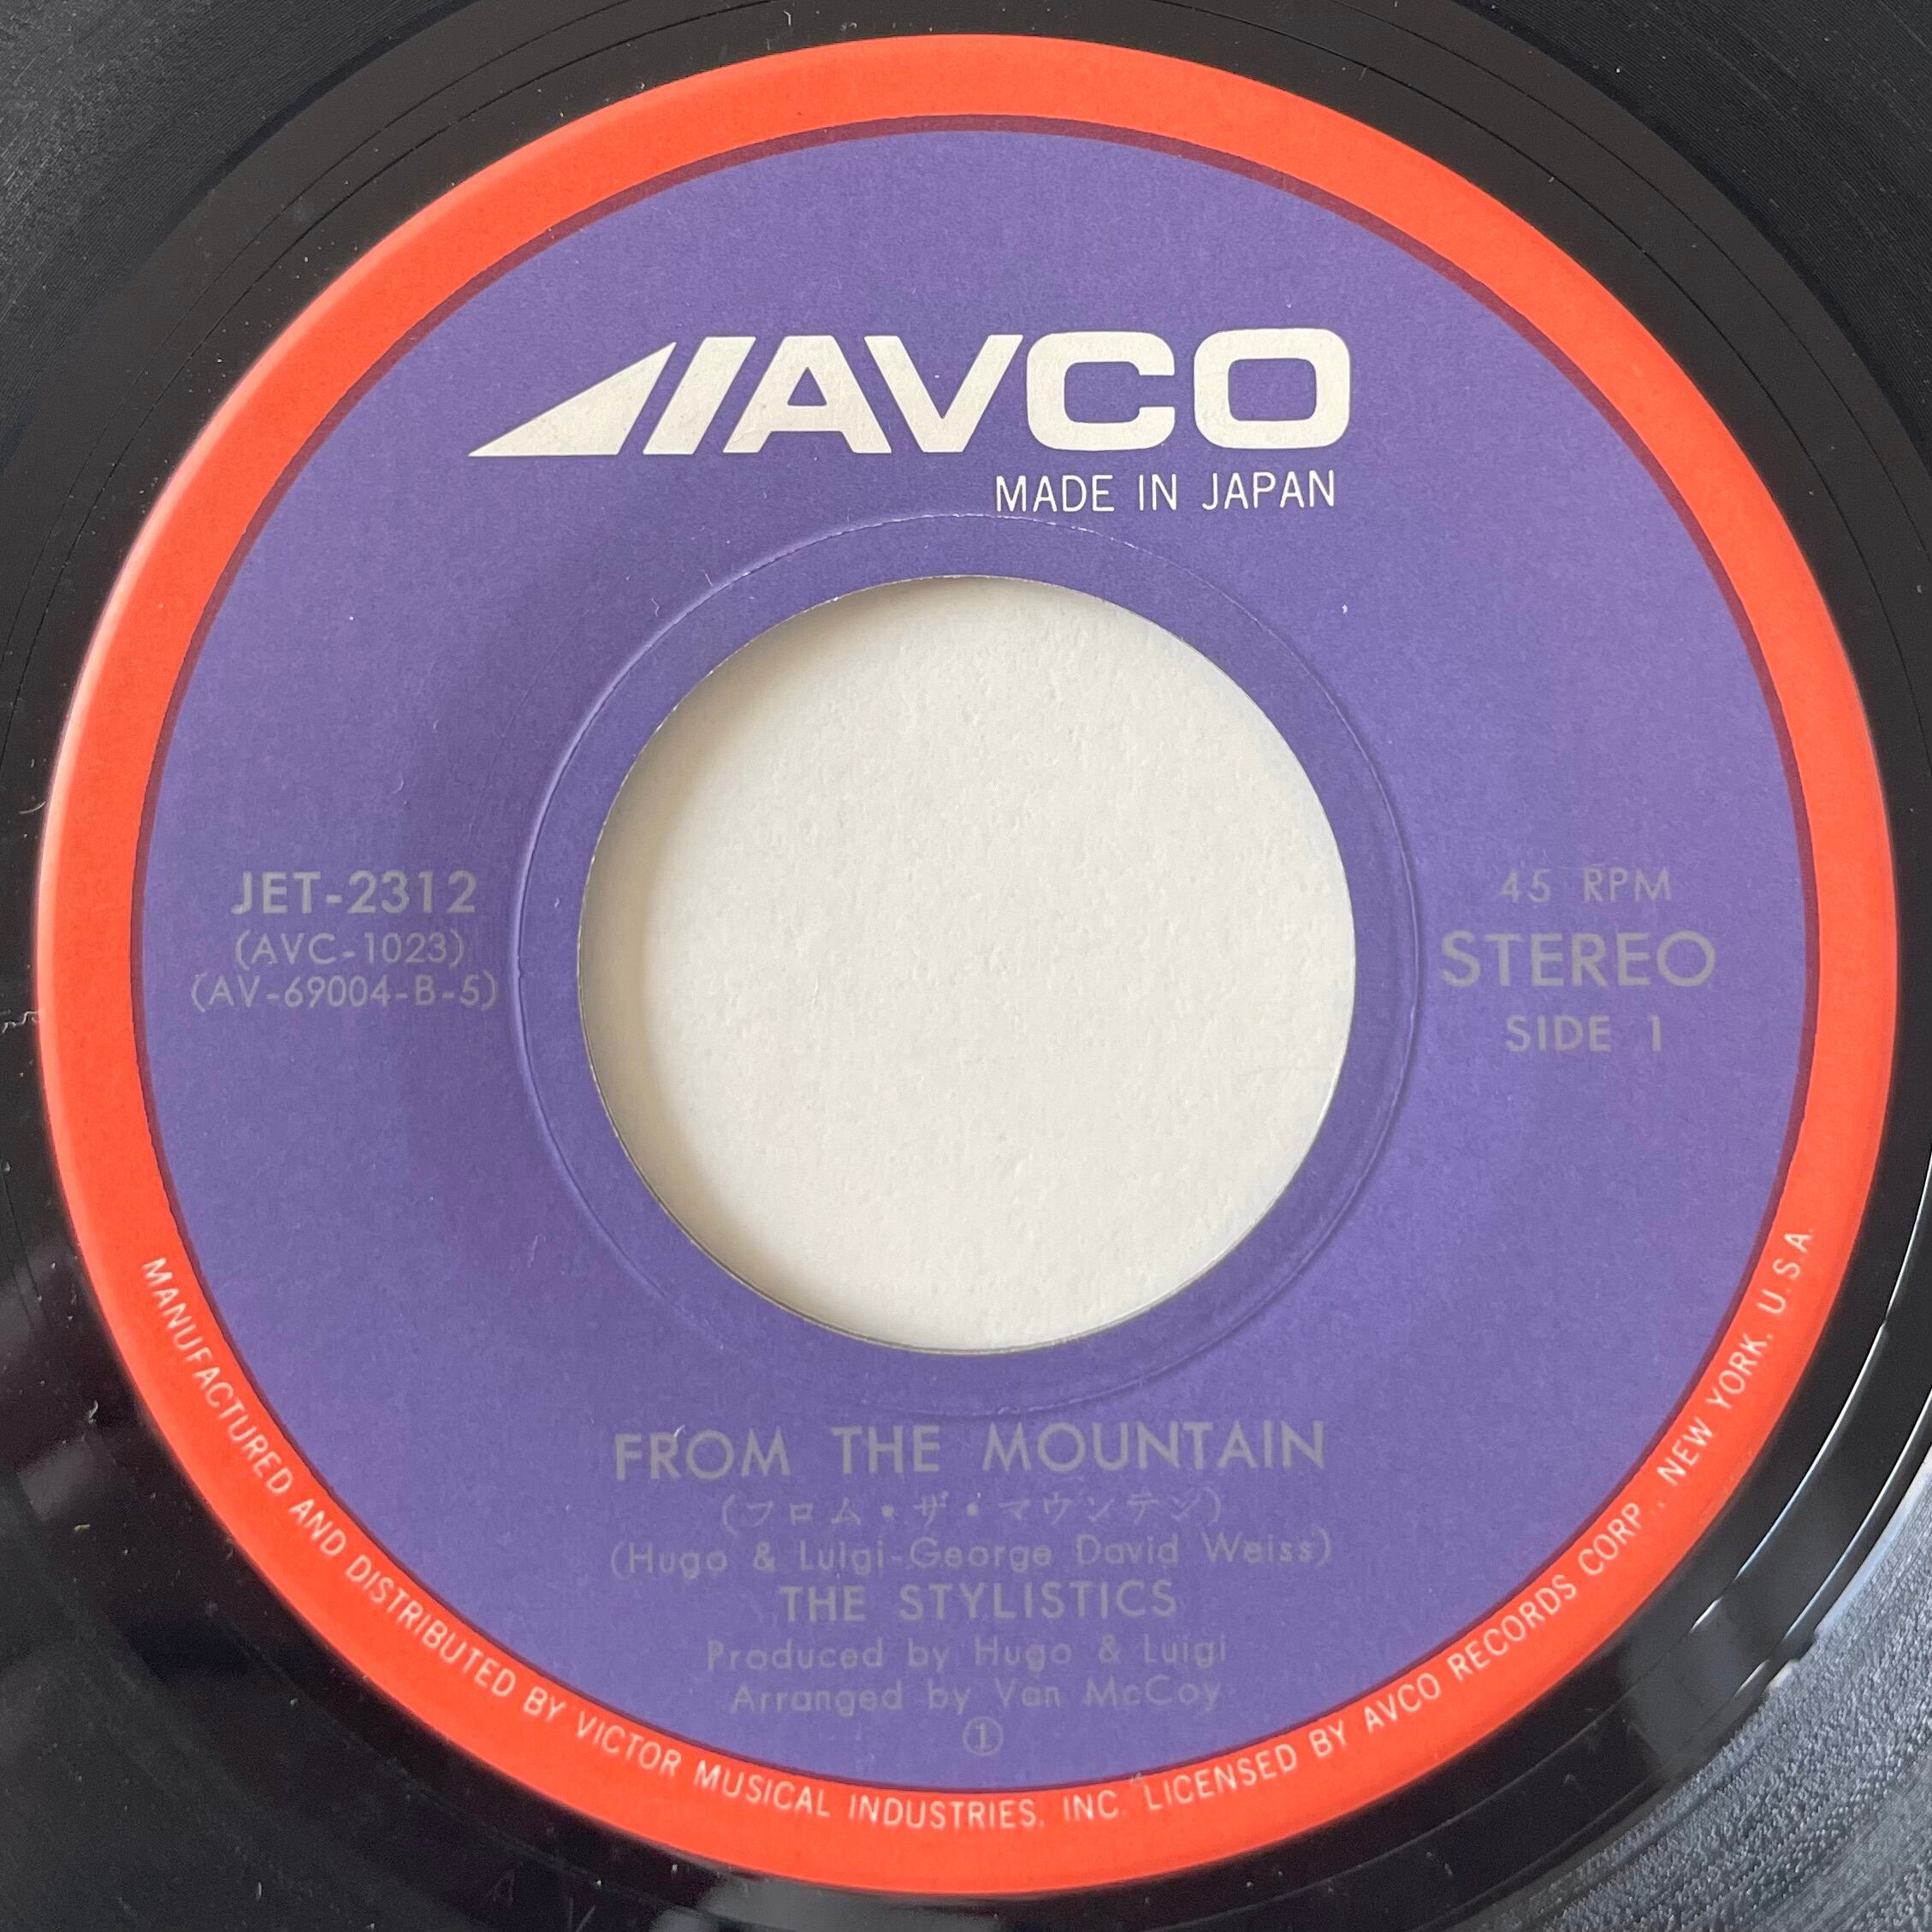 AVCO
MADE IN JAPAN
JET-2312
(AVC-1023)
(AV-69004-B-5)
45 RPM
STEREO
SIDE 1
FROM THE MOUNTAIN
(フロム・ザ・マウンテン)
(Hugo & Luigi-George David Weiss)
THE STYLISTICS
Produced by Hugo & Luigi
Arranged by Van McCoy
①
MANUFACTURED AND DISTRIBUTED BY VICTOR MUSICAL INDUSTRIES, INC. LICENSED BY AVCO RECORDS CORP., NEW YORK, U.S.A.